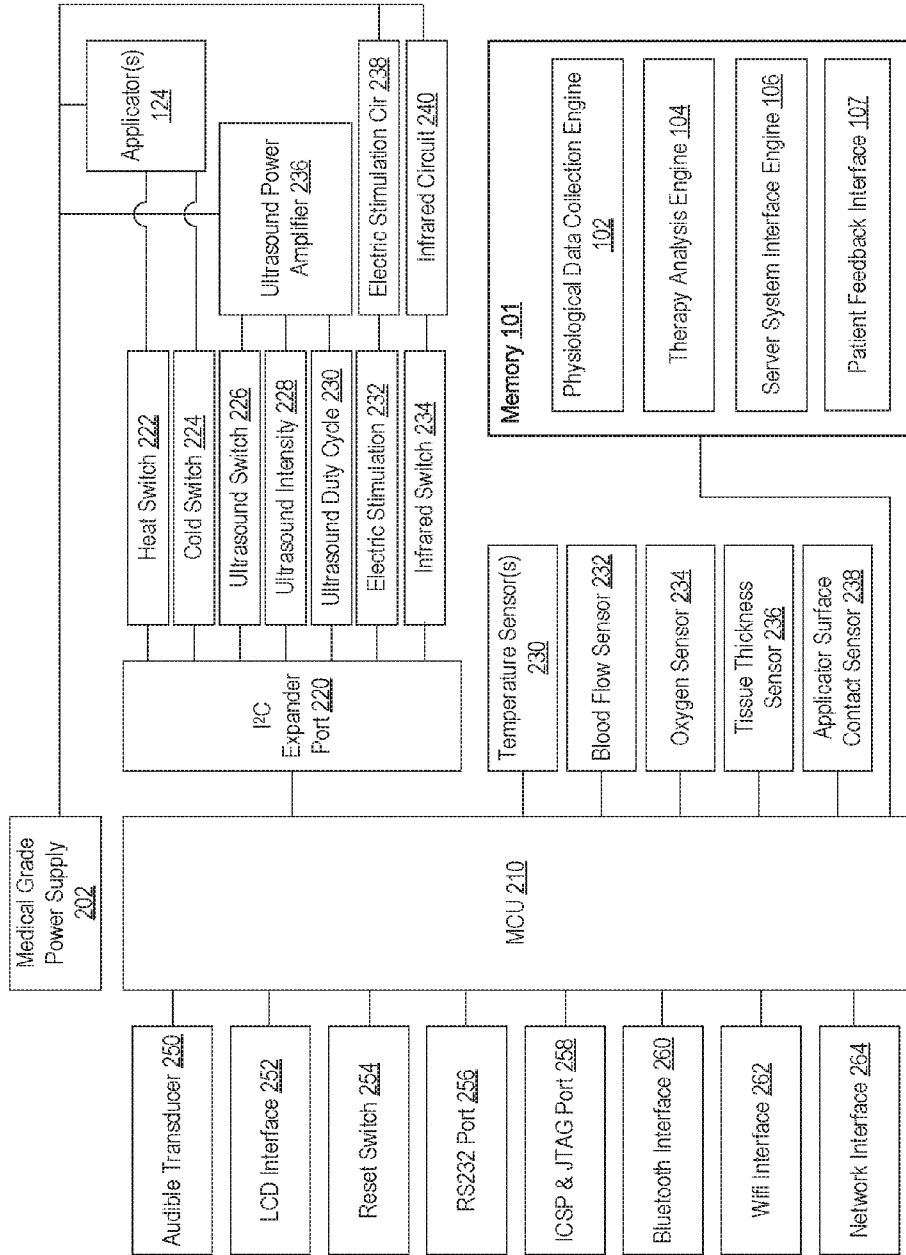 Medical Grade
Power Supply
202
Applicator(s)
124
Heat Switch 222
Cold Switch 224
Ultrasound Switch 226
Ultrasound Intensity 228
Ultrasound Duty Cycle 230
Electric Stimulation 232
Infrared Switch 234
Ultrasound Power
Amplifier 236
Electric Stimulation Cir 238
Infrared Circuit 240
I²C
Expander
Port 220
Audible Transducer 250
LCD Interface 252
Reset Switch 254
RS232 Port 256
ICSP & JTAG Port 258
Bluetooth Interface 260
Wifi Interface 262
Network Interface 264
MCU 210
Temperature Sensor(s)
230
Blood Flow Sensor 232
Oxygen Sensor 234
Tissue Thickness
Sensor 236
Applicator Surface
Contact Sensor 238
Memory 101
Physiological Data Collection Engine
102
Therapy Analysis Engine 104
Server System Interface Engine 106
Patient Feedback Interface 107